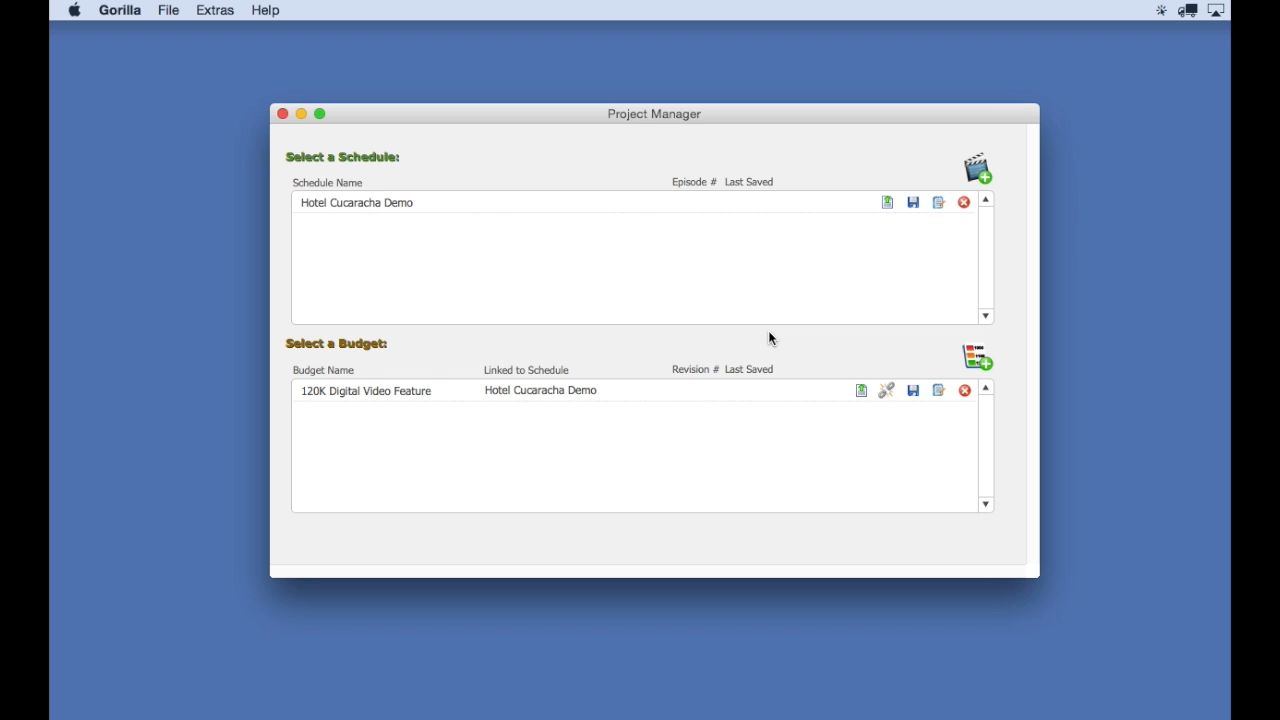 Gorilla File Extras Help
Project Manager
Select a Schedule:
Schedule Name Episode # Last Saved
Hotel Cucaracha Demo
Select a Budget:
Budget Name Linked to Schedule Revision # Last Saved
120K Digital Video Feature Hotel Cucaracha Demo